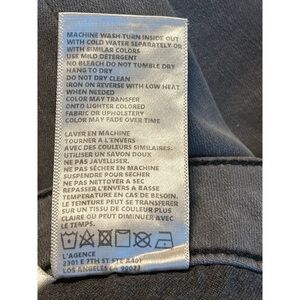 MACHINE WASH TURN INSIDE OUT
WITH COLD WATER SEPARATELY OR
WITH SIMILAR COLORS
USE MILD DETERGENT
NO BLEACH DO NOT TUMBLE DRY
HANG TO DRY
DO NOT DRY CLEAN
IRON ON REVERSE WITH LOW HEAT
WHEN NEEDED
COLOR MAY TRANSFER
ONTO LIGHTER COLORED
FABRIC OR UPHOLSTERY
COLOR MAY FADE OVER TIME
LAVER EN MACHINE
TOURNER A L'ENVERS
AVEC DES COULEURS SIMILAIRES.
UTILISER UN SAVON DOUX
NE PAS JAVELLISER.
NE PAS SÉCHER EN MACHINE
SUSPENDRE POUR SÉCHER
NE PAS NETTOYER A SEC
REPASSER L'ENVERS A BASSE
TEMPERATURE EN CAS DE BESOIN.
LE TEINTURE PEUT SE TRANSFERER
SUR UN TISSU DE COULEUR PLUS
CLAIRE OU PEUT DIMINUER AVEC
LE TEMPS.
L'AGENCE
2301 E 7TH ST. STE A401
LOS ANGELES CA 90023